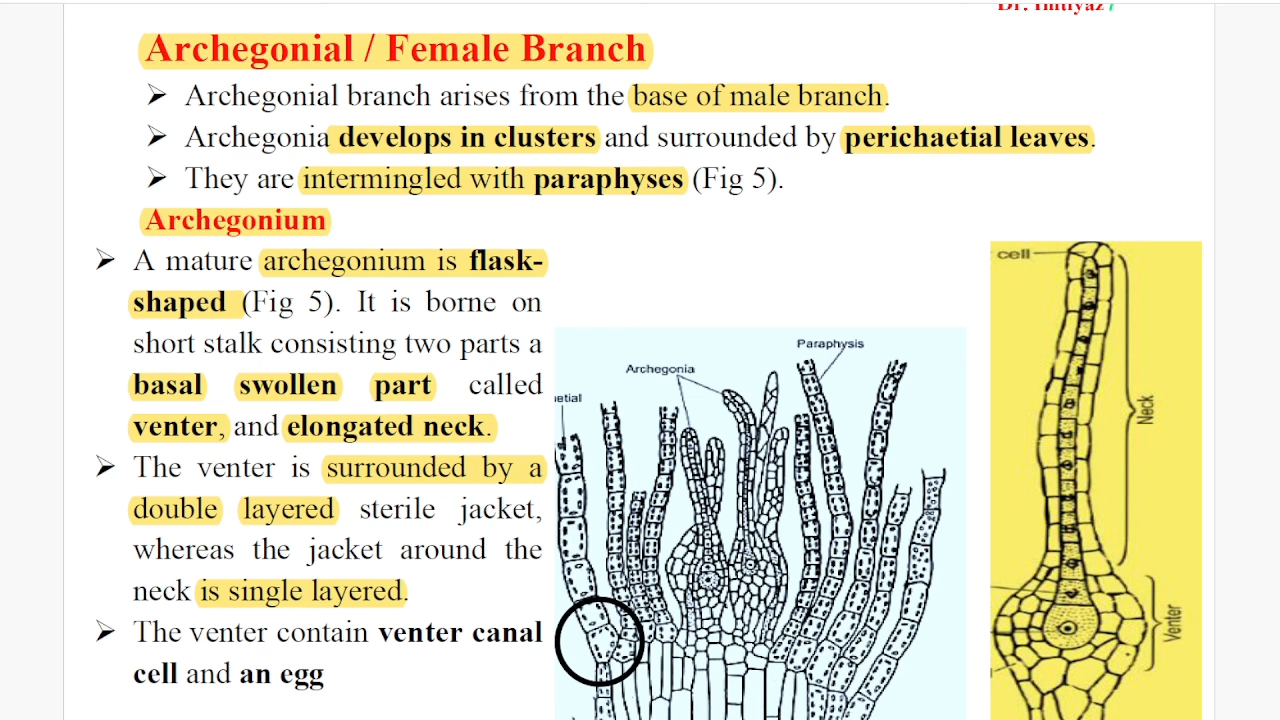 Dr. Imtiyaz
Archegonial / Female Branch
➢ Archegonial branch arises from the base of male branch.
➢ Archegonia develops in clusters and surrounded by perichaetial leaves.
➢ They are intermingled with paraphyses (Fig 5).
Archegonium
➢ A mature archegonium is flask-
shaped (Fig 5). It is borne on
short stalk consisting two parts a
basal swollen part called
venter, and elongated neck.
➢ The venter is surrounded by a
double layered sterile jacket,
whereas the jacket around the
neck is single layered.
➢ The venter contain venter canal
cell and an egg
Paraphysis
Archegonia
etial
cell
Neck
Venter